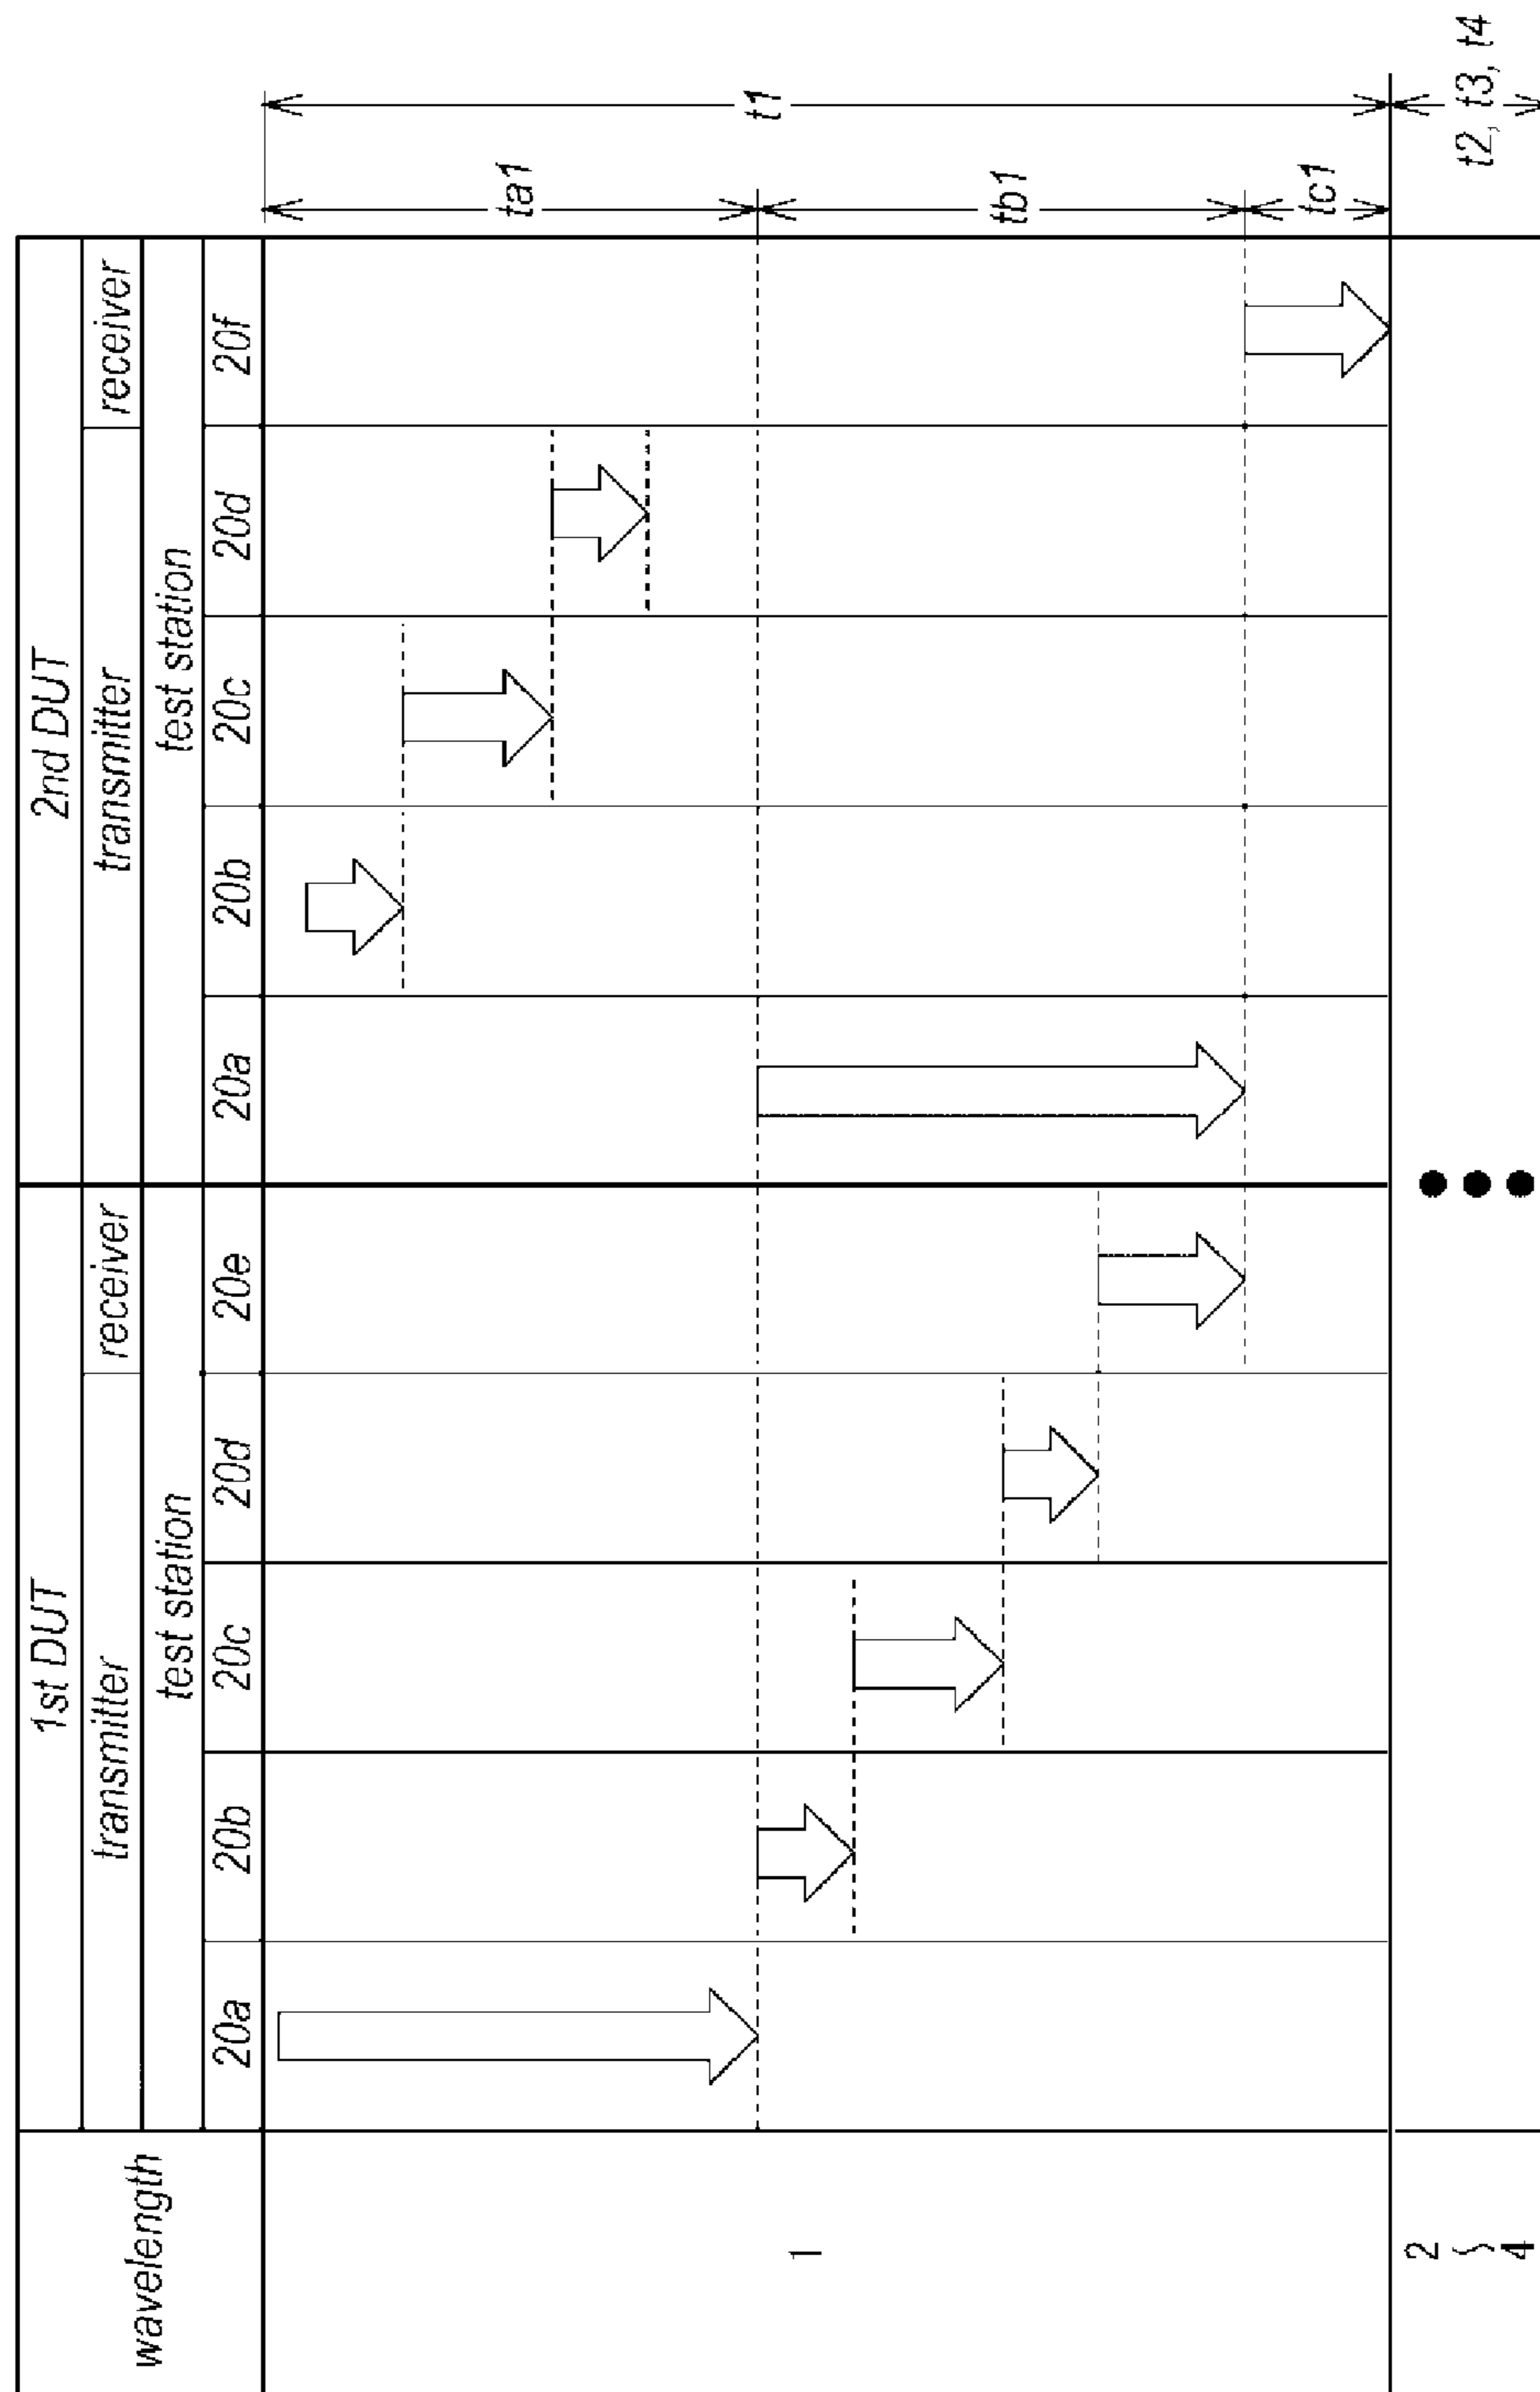 wavelength
1st DUT
2nd DUT
transmitter
receiver
transmitter
receiver
test station
test station
20a 20b 20c 20d 20e 20a 20b 20c 20d 20f
1
ta1
tb1
tc1
t1
2
~
4
t2, t3, t4